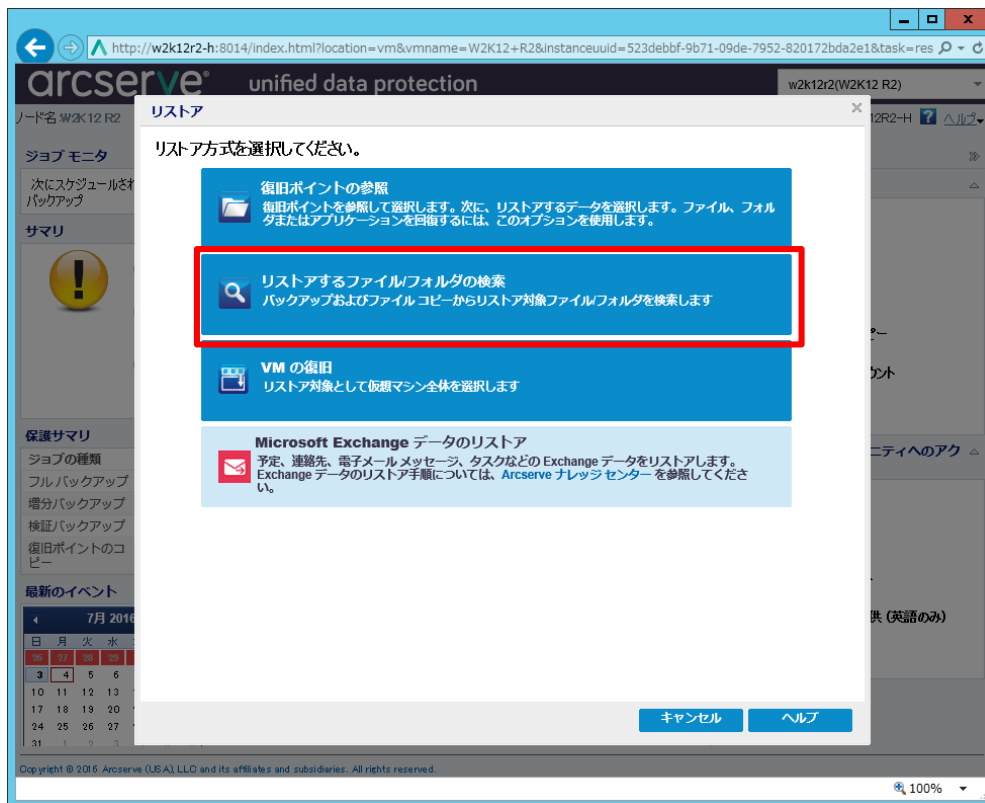 http://w2k12r2-h:8014/index.html?location=vm&vmname=W2K12+R2&instanceuuid=523debbf-9b71-09de-7952-820172bda2e1&task=res
arcserve® unified data protection
w2k12r2(W2K12 R2)
ノード名:W2K12 R2
12R2-H ヘルプ
リストア
リストア方式を選択してください。
ジョブ モニタ
次にスケジュールされ
バックアップ
サマリ
復旧ポイントの参照
復旧ポイントを参照して選択します。次に、リストアするデータを選択します。ファイル、フォル
ダまたはアプリケーションを回復するには、このオプションを使用します。
リストアするファイル/フォルダの検索
バックアップおよびファイル コピーからリストア対象ファイル/フォルダを検索します
ピー
VM の復旧
リストア対象として仮想マシン全体を選択します
ウント
Microsoft Exchange データのリストア
予定、連絡先、電子メール メッセージ、タスクなどの Exchange データをリストアします。
Exchange データのリストア手順については、Arcserve ナレッジ センター を参照してくださ
い。
保護サマリ
ジョブの種類
フル バックアップ
増分バックアップ
検証バックアップ
復旧ポイントのコ
ピー
ニティへのアク
最新のイベント
7月 2016
供 (英語のみ)
日 月 火 水
26 27 28 29
3 4 5 6
10 11 12 13
17 18 19 20
24 25 26 27
31 1 2 3
キャンセル
ヘルプ
Copyright © 2016 Arcserve (USA), LLC and its affiliates and subsidiaries. All rights reserved.
100%